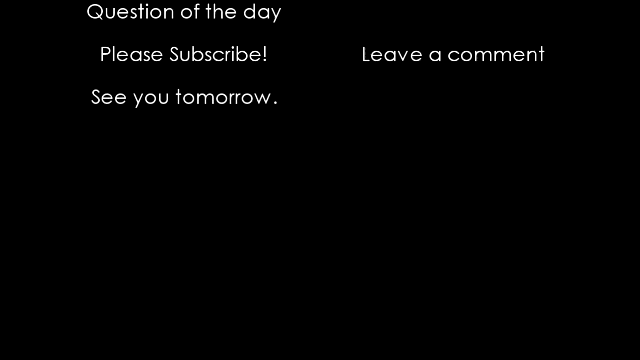 Question of the day
Please Subscribe! Leave a comment
See you tomorrow.